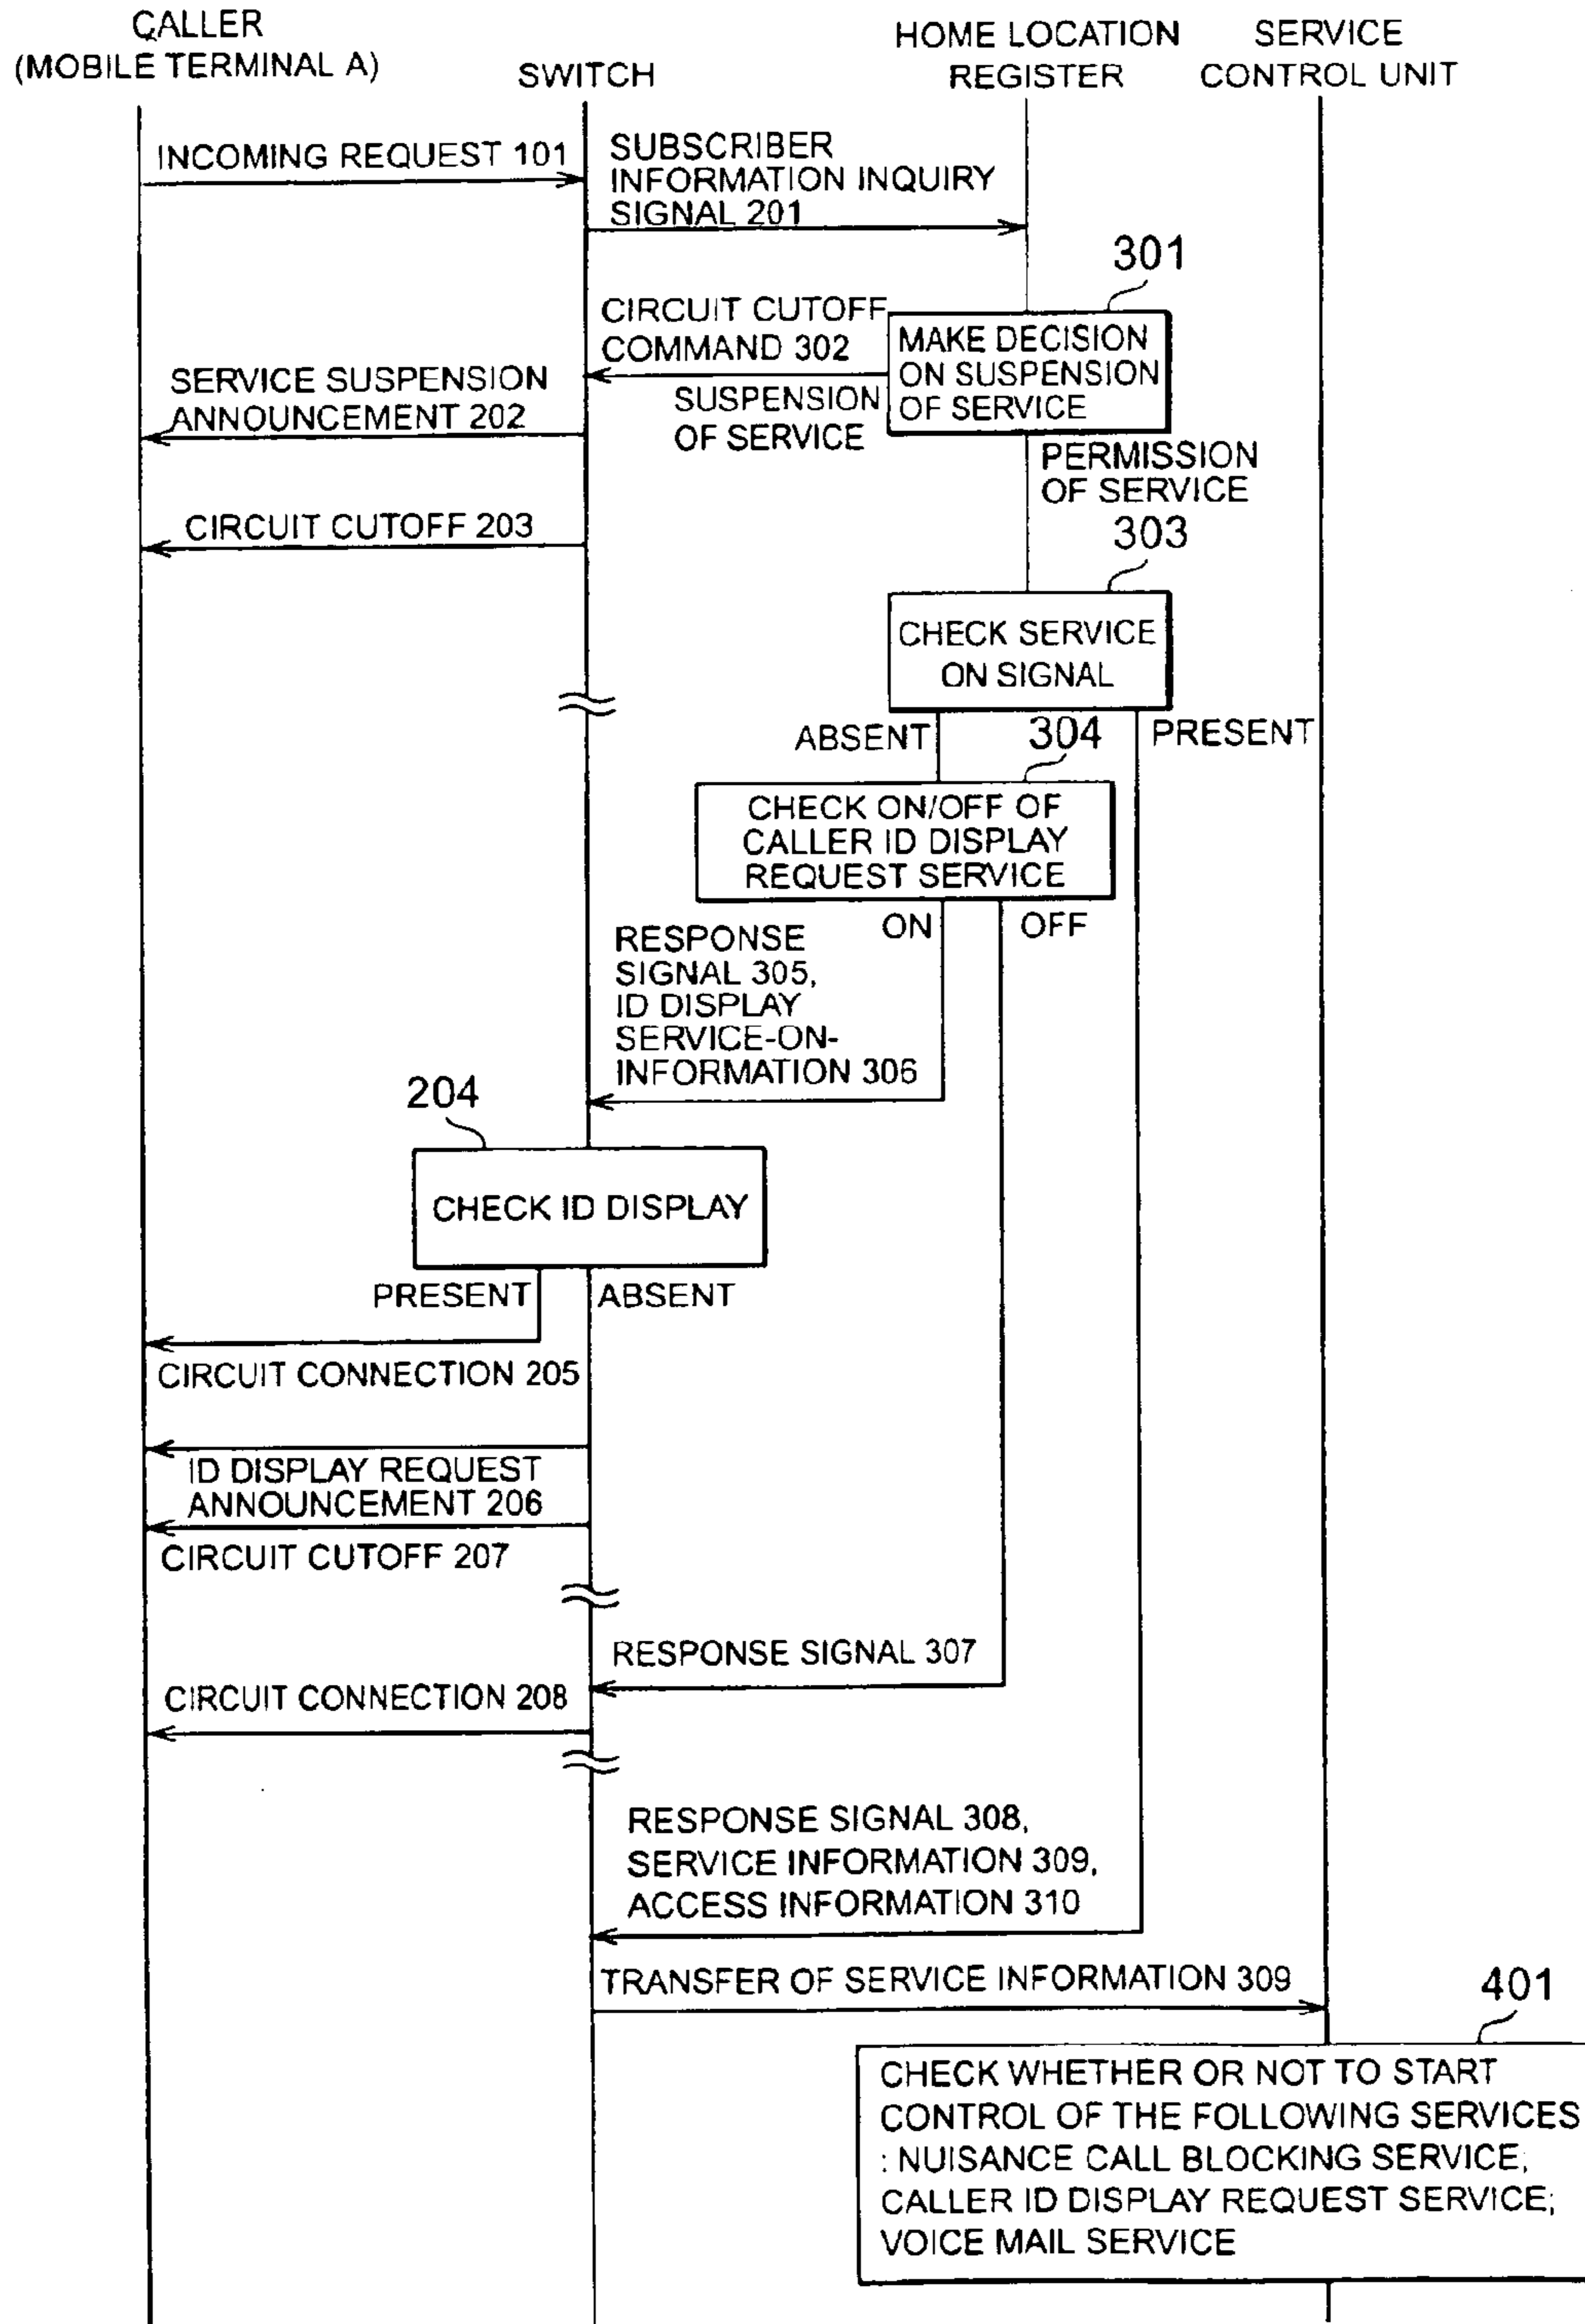 CALLER
(MOBILE TERMINAL A)
SWITCH
HOME LOCATION
REGISTER
SERVICE
CONTROL UNIT
INCOMING REQUEST 101
SUBSCRIBER
INFORMATION INQUIRY
SIGNAL 201
301
CIRCUIT CUTOFF
COMMAND 302
MAKE DECISION
ON SUSPENSION
OF SERVICE
SERVICE SUSPENSION
ANNOUNCEMENT 202
SUSPENSION
OF SERVICE
PERMISSION
OF SERVICE
CIRCUIT CUTOFF 203
303
CHECK SERVICE
ON SIGNAL
ABSENT
304
PRESENT
CHECK ON/OFF OF
CALLER ID DISPLAY
REQUEST SERVICE
ON
OFF
RESPONSE
SIGNAL 305,
ID DISPLAY
SERVICE-ON-
INFORMATION 306
204
CHECK ID DISPLAY
PRESENT
ABSENT
CIRCUIT CONNECTION 205
ID DISPLAY REQUEST
ANNOUNCEMENT 206
CIRCUIT CUTOFF 207
RESPONSE SIGNAL 307
CIRCUIT CONNECTION 208
RESPONSE SIGNAL 308,
SERVICE INFORMATION 309,
ACCESS INFORMATION 310
TRANSFER OF SERVICE INFORMATION 309
401
CHECK WHETHER OR NOT TO START
CONTROL OF THE FOLLOWING SERVICES
: NUISANCE CALL BLOCKING SERVICE;
CALLER ID DISPLAY REQUEST SERVICE;
VOICE MAIL SERVICE